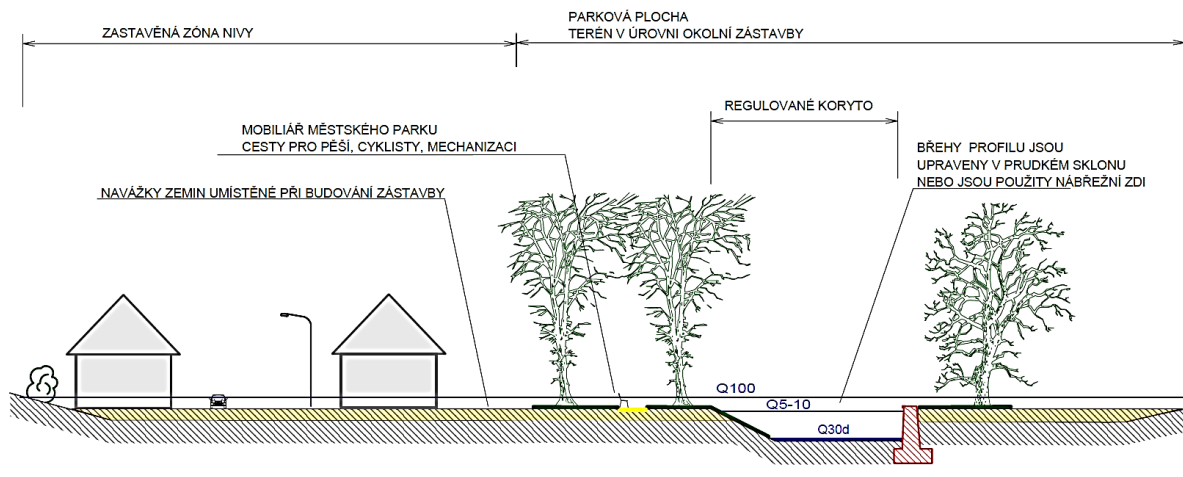 ZASTAVĚNÁ ZÓNA NIVY
PARKOVÁ PLOCHA
TERÉN V ÚROVNI OKOLNÍ ZÁSTAVBY
REGULOVANÉ KORYTO
MOBILIÁŘ MĚSTSKÉHO PARKU
CESTY PRO PĚŠÍ, CYKLISTY, MECHANIZACI
BŘEHY PROFILU JSOU
UPRAVENY V PRUDKÉM SKLONU
NEBO JSOU POUŽITY NÁBŘEŽNÍ ZDI
NAVÁŽKY ZEMIN UMÍSTĚNÉ PŘI BUDOVÁNÍ ZÁSTAVBY
Q100
Q5-10
Q30d